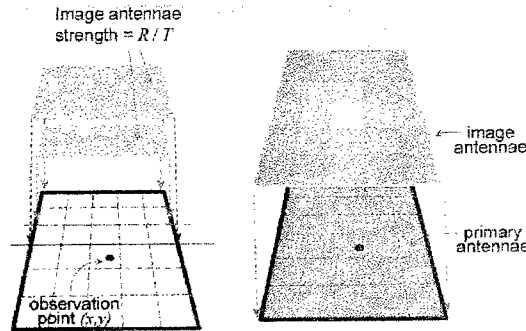 Image antennae
strength = R / T
image
antennae
primary
antennae
observation
point (x,y)